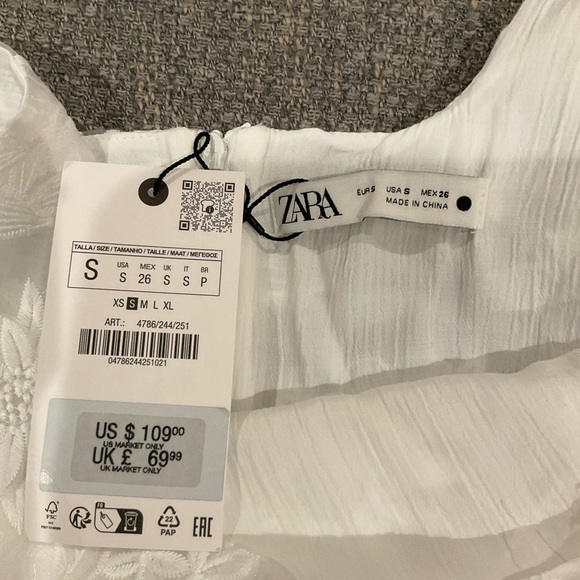 ZARA
EUR S USA S MEX 26
MADE IN CHINA
TALLA / SIZE / TAMANHO / TAILLE / MAAT / ΜΕΓΕΘΟΣ
S
USA MEX UK IT BR
S 26 S S P
XS S M L XL
ART.: 4786/244/251
04786244251021
US $ 109.00
US MARKET ONLY
UK £ 69.99
UK MARKET ONLY
FSC
FR
22
PAP
EAC